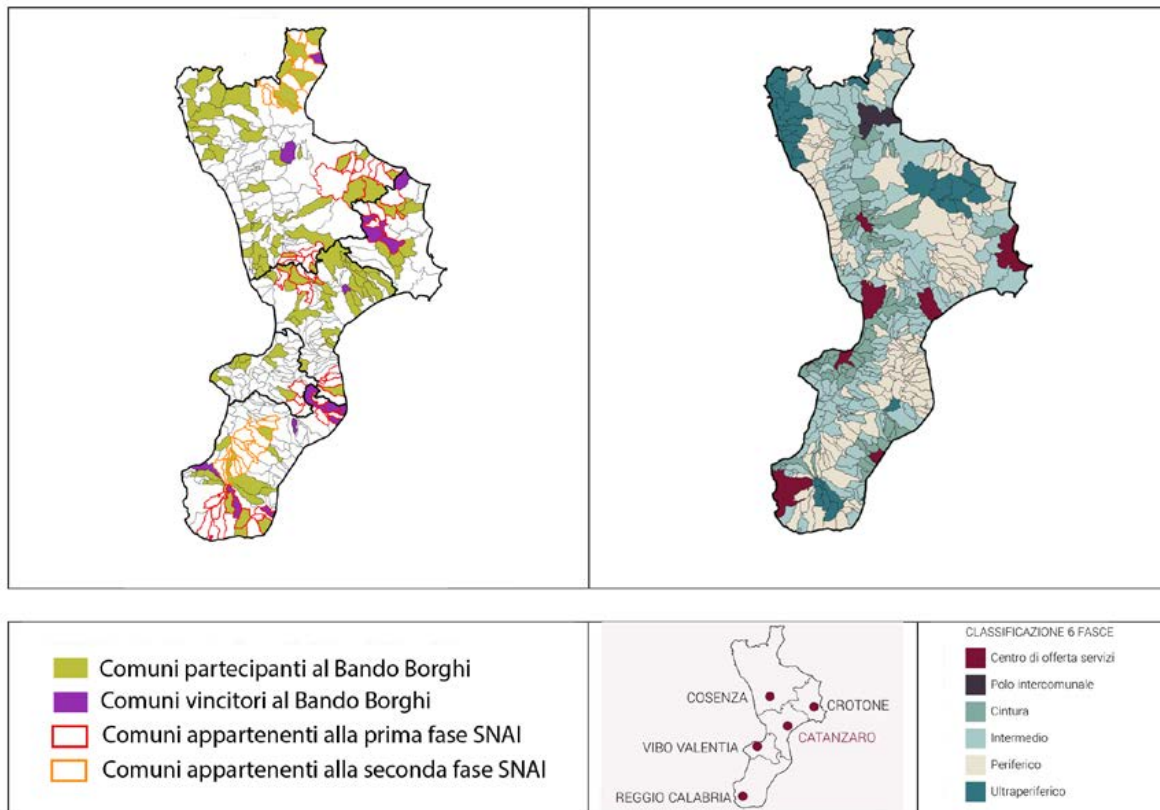 Comuni partecipanti al Bando Borghi
Comuni vincitori al Bando Borghi
Comuni appartenenti alla prima fase SNAI
Comuni appartenenti alla seconda fase SNAI
COSENZA
CROTONE
CATANZARO
VIBO VALENTIA
REGGIO CALABRIA
CLASSIFICAZIONE 6 FASCE
Centro di offerta servizi
Polo intercomunale
Cintura
Intermedio
Periferico
Ultraperiferico